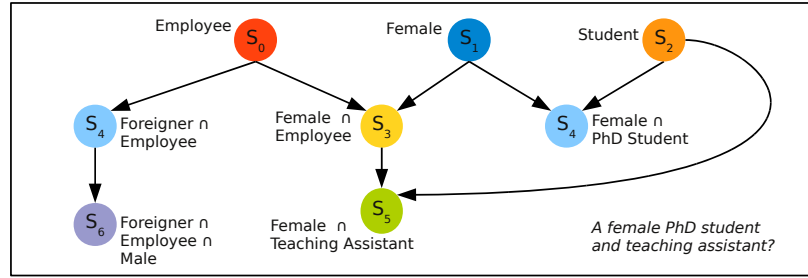 Employee
S0
Female
S1
Student
S2
S4
Foreigner ∩
Employee
Female ∩
Employee
S3
S4
Female ∩
PhD Student
S6
Foreigner ∩
Employee ∩
Male
Female ∩
Teaching Assistant
S5
A female PhD student
and teaching assistant?